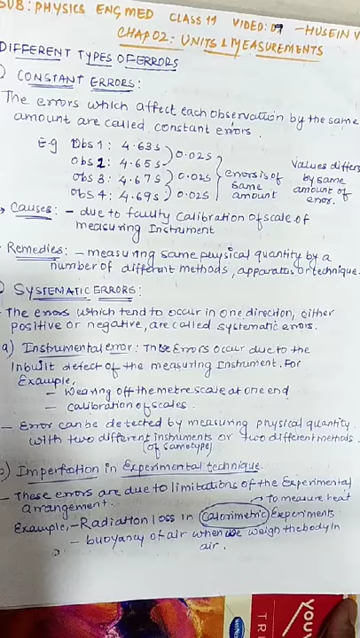 SUB: PHYSICS ENG MED CLASS 11 VIDEO: 07 - HUSEIN V
CHAP 02: UNITS & MEASUREMENTS
DIFFERENT TYPES OF ERRORS
) CONSTANT ERRORS:
The errors which affect each observation by the same
amount are called constant errors.
Eg Obs 1: 4.63s
Obs 2: 4.65s
Obs 3: 4.67s
Obs 4: 4.69s
0.02s
0.02s
0.02s
errors is of
same
amount
values differs
by same
amount of
error.
Causes: - due to faulty Calibration of scale of
measuring Instrument
Remedies: - measuring same physical quantity by a
number of different methods, apparatus or technique.
) SYSTEMATIC ERRORS:
- The errors which tend to occur in one direction, either
positive or negative, are called systematic errors.
a) Instrumental error: These Errors occur due to the
Inbuilt defect of the measuring Instrument. For
Example,
- Wearing off the metre scale at one end
- calibration of scales.
- Error can be detected by measuring physical quantity
with two different instruments or two different methods.
(of same type)
) Imperfation in Experimental technique
- These errors are due to limitations of the Experimental
arrangement.
→ to measure heat
Example, - Radiation loss in Calorimetric Experiments
- buoyancy of air when we weigh the body in
air.
YOU
TR